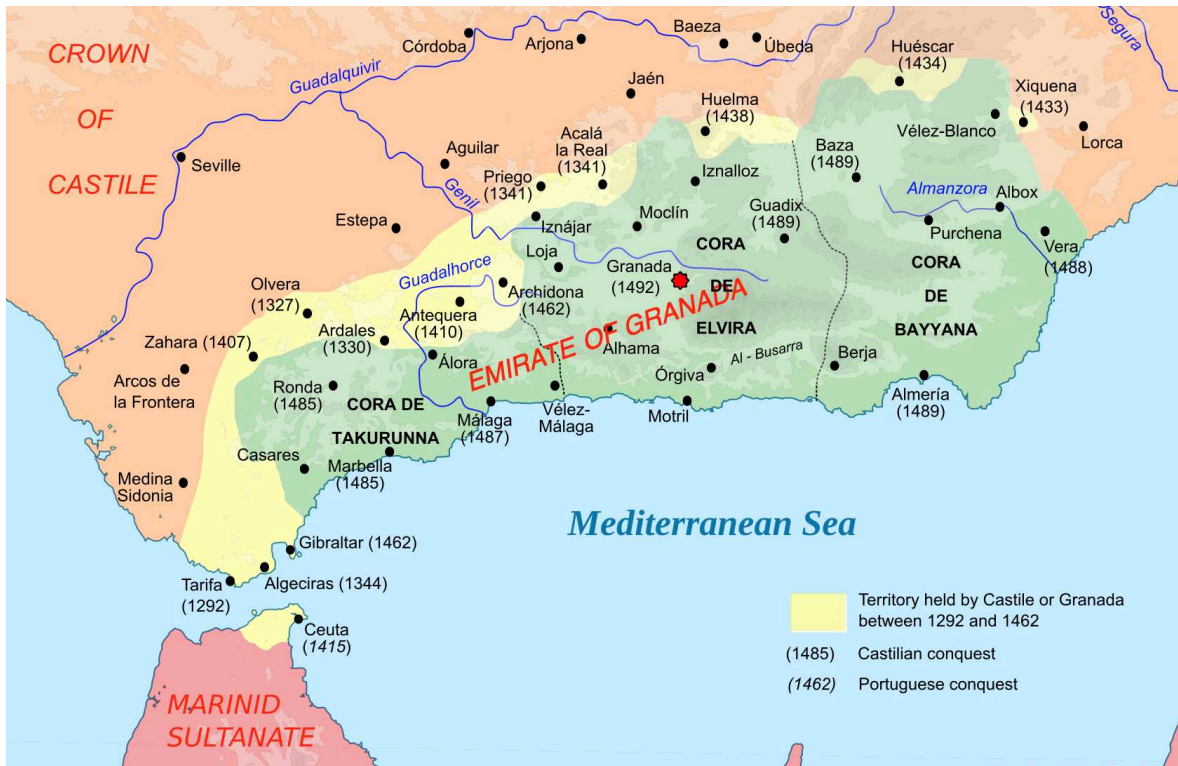 CROWN
OF
CASTILE
Córdoba
Arjona
Baeza
Úbeda
Huéscar
(1434)
Segura
Guadalquivir
Jaén
Huelma
(1438)
Xiquena
(1433)
Vélez-Blanco
Lorca
Seville
Aguilar
Acalá
la Real
(1341)
Priego
(1341)
Genil
Baza
(1489)
Iznalloz
Almanzora
Albox
Estepa
Iznájar
Moclín
Guadix
(1489)
Purchena
Vera
(1488)
Loja
Guadalhorce
Granada
(1492)
CORA
DE
ELVIRA
CORA
DE
BAYYANA
Olvera
(1327)
Archidona
(1462)
Antequera
(1410)
Ardales
(1330)
EMIRATE OF GRANADA
Zahara (1407)
Álora
Alhama
Al - Busarra
Berja
Arcos de
la Frontera
Ronda
(1485)
CORA DE
TAKURUNNA
Órgiva
Almería
(1489)
Málaga
(1487)
Vélez-
Málaga
Motril
Casares
Marbella
(1485)
Medina
Sidonia
Mediterranean Sea
Gibraltar (1462)
Tarifa
(1292)
Algeciras (1344)
Ceuta
(1415)
MARINID
SULTANATE
Territory held by Castile or Granada
between 1292 and 1462
(1485) Castilian conquest
(1462) Portuguese conquest